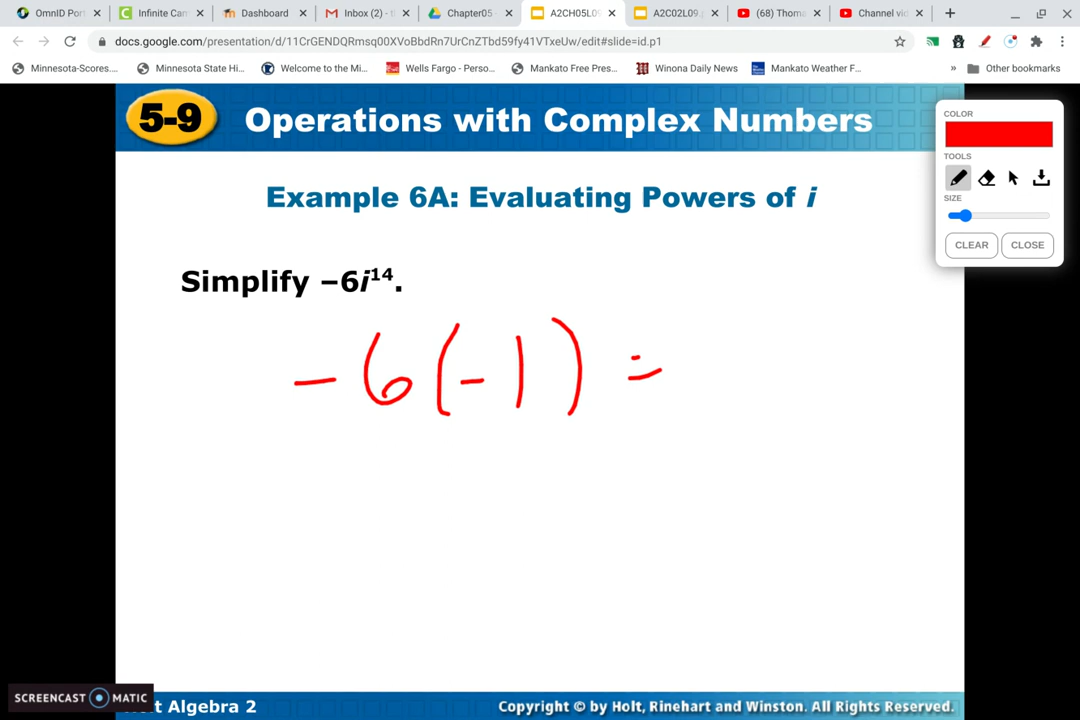 OmnID Port
Infinite Cam
Dashboard
Inbox (2) - t
Chapter05
A2CH05L09
A2C02L09.
(68) Thoma
Channel vid
docs.google.com/presentation/d/11CrGENDQRmsq00XVoBbdRn7UrCnZTbd59fy41VTxeUw/edit#slide=id.p1
Minnesota-Scores....
Minnesota State Hi...
Welcome to the Mi...
Wells Fargo - Perso...
Mankato Free Pres...
Winona Daily News
Mankato Weather F...
»
Other bookmarks
5-9 Operations with Complex Numbers
COLOR
TOOLS
SIZE
CLEAR CLOSE
Example 6A: Evaluating Powers of i
Simplify –6i¹⁴.
-6(-1) =
SCREENCAST MATIC
Algebra 2
Copyright © by Holt, Rinehart and Winston. All Rights Reserved.